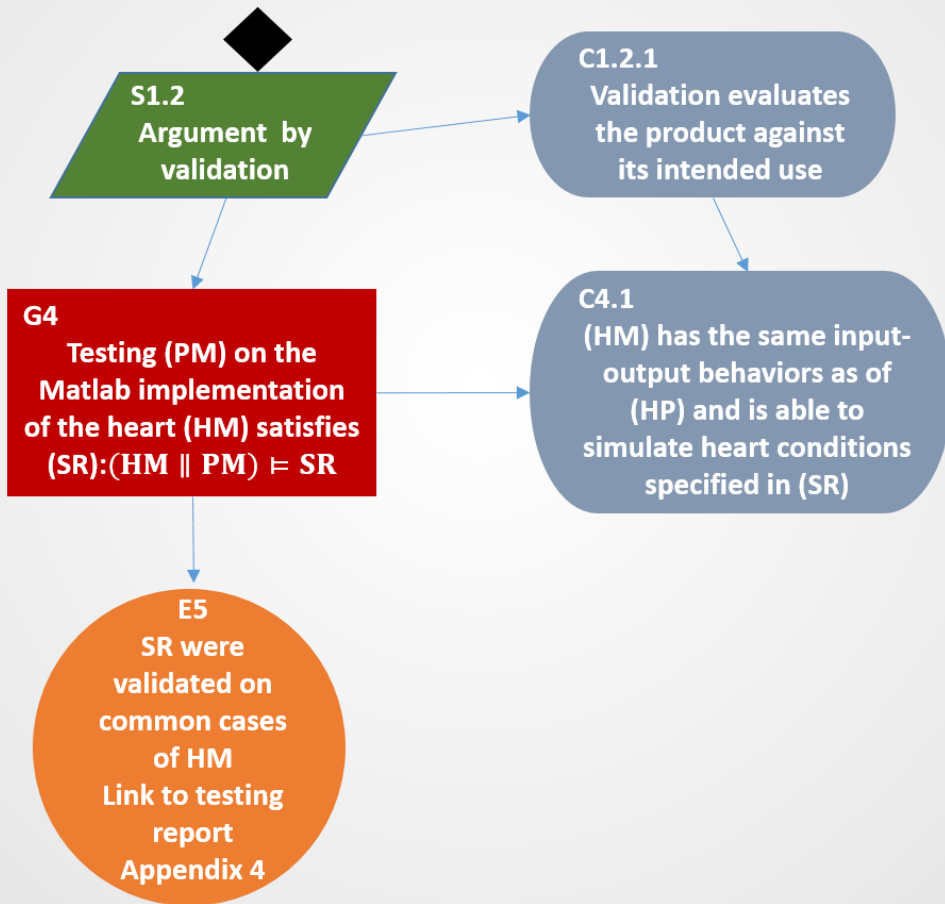 S1.2
Argument by
validation
C1.2.1
Validation evaluates
the product against
its intended use
G4
Testing (PM) on the
Matlab implementation
of the heart (HM) satisfies
(SR):(HM ∥ PM) ⊨ SR
C4.1
(HM) has the same input-
output behaviors as of
(HP) and is able to
simulate heart conditions
specified in (SR)
E5
SR were
validated on
common cases
of HM
Link to testing
report
Appendix 4